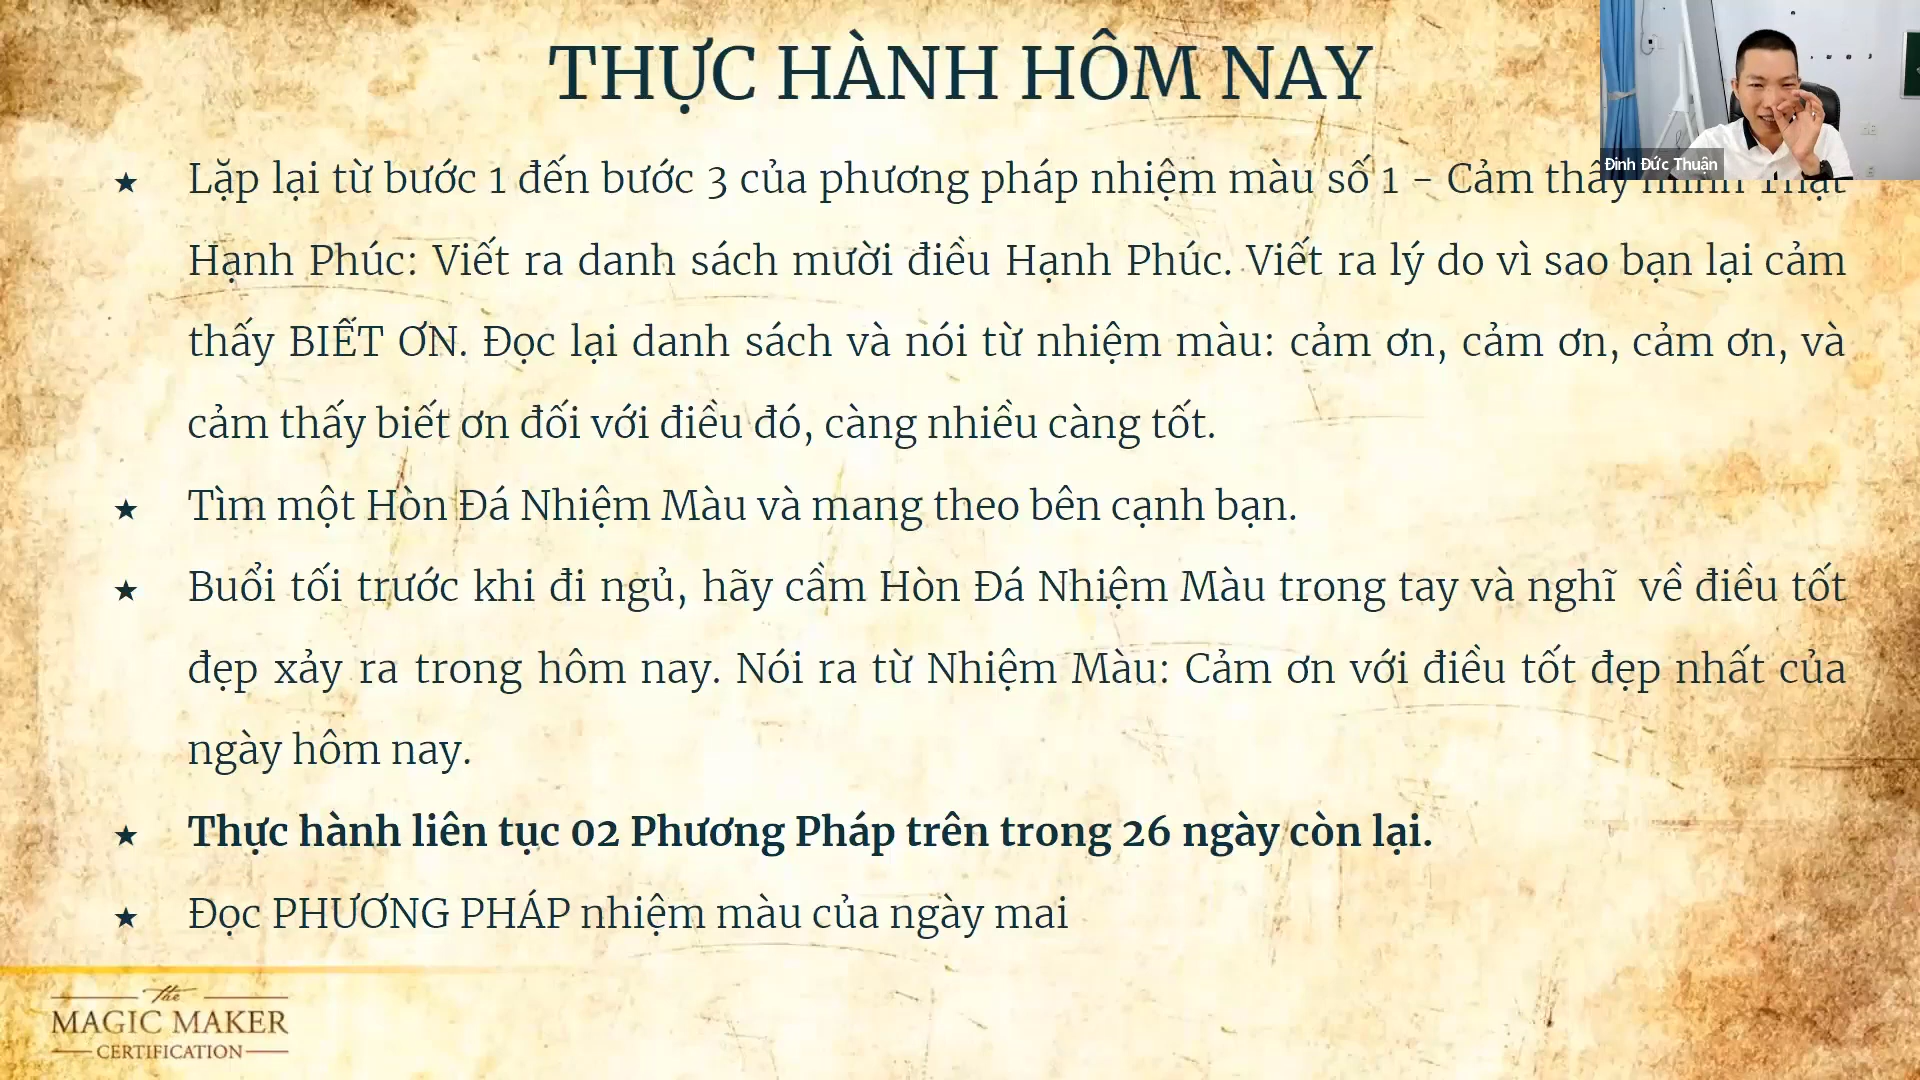 THỰC HÀNH HÔM NAY
Đinh Đức Thuận
★ Lặp lại từ bước 1 đến bước 3 của phương pháp nhiệm màu số 1 - Cảm thấy mình Thật
Hạnh Phúc: Viết ra danh sách mười điều Hạnh Phúc. Viết ra lý do vì sao bạn lại cảm
thấy BIẾT ƠN. Đọc lại danh sách và nói từ nhiệm màu: cảm ơn, cảm ơn, cảm ơn, và
cảm thấy biết ơn đối với điều đó, càng nhiều càng tốt.
★ Tìm một Hòn Đá Nhiệm Màu và mang theo bên cạnh bạn.
★ Buổi tối trước khi đi ngủ, hãy cầm Hòn Đá Nhiệm Màu trong tay và nghĩ về điều tốt
đẹp xảy ra trong hôm nay. Nói ra từ Nhiệm Màu: Cảm ơn với điều tốt đẹp nhất của
ngày hôm nay.
★ Thực hành liên tục 02 Phương Pháp trên trong 26 ngày còn lại.
★ Đọc PHƯƠNG PHÁP nhiệm màu của ngày mai
the
MAGIC MAKER
CERTIFICATION